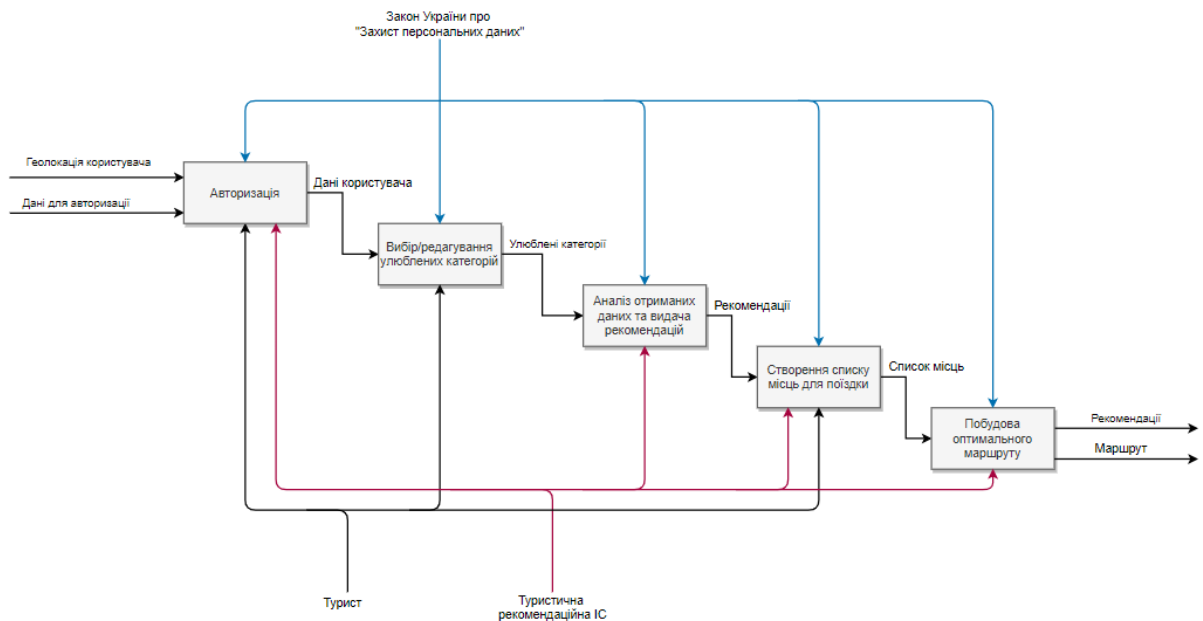 Закон України про
"Захист персональних даних"
Геолокація користувача
Дані для авторизації
Авторизація
Дані користувача
Вибір/редагування
улюблених категорій
Улюблені категорії
Аналіз отриманих
даних та видача
рекомендацій
Рекомендації
Створення списку
місць для поїздки
Список місць
Побудова
оптимального
маршруту
Рекомендації
Маршрут
Турист
Туристична
рекомендаційна ІС